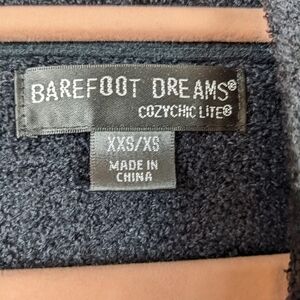 BAREFOOT DREAMS®
COZYCHIC LITE®
XXS/XS
MADE IN
CHINA